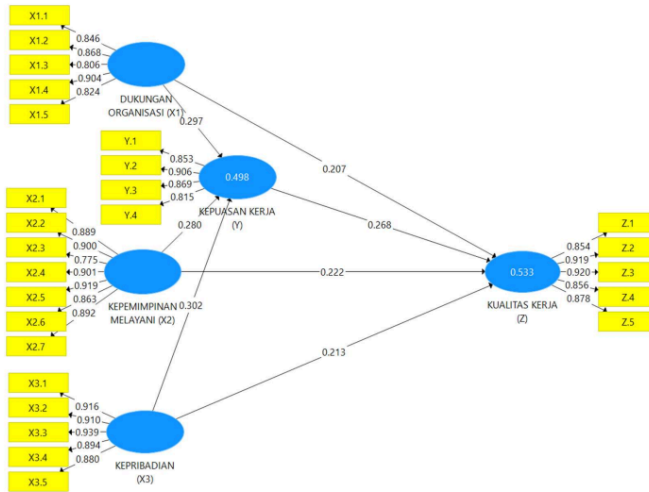 X1.1
X1.2
X1.3
X1.4
X1.5
0.846
0.868
0.806
0.904
0.824
DUKUNGAN
ORGANISASI (X1)
0.297
0.207
Y.1
Y.2
Y.3
Y.4
0.853
0.906
0.869
0.815
0.498
KEPUASAN KERJA
(Y)
0.280
0.268
X2.1
X2.2
X2.3
X2.4
X2.5
X2.6
X2.7
0.889
0.900
0.775
0.901
0.919
0.863
0.892
KEPEMIMPINAN
MELAYANI (X2)
0.222
0.302
0.533
KUALITAS KERJA
(Z)
0.854
0.919
0.920
0.856
0.878
Z.1
Z.2
Z.3
Z.4
Z.5
0.213
X3.1
X3.2
X3.3
X3.4
X3.5
0.916
0.910
0.939
0.894
0.880
KEPRIBADIAN
(X3)